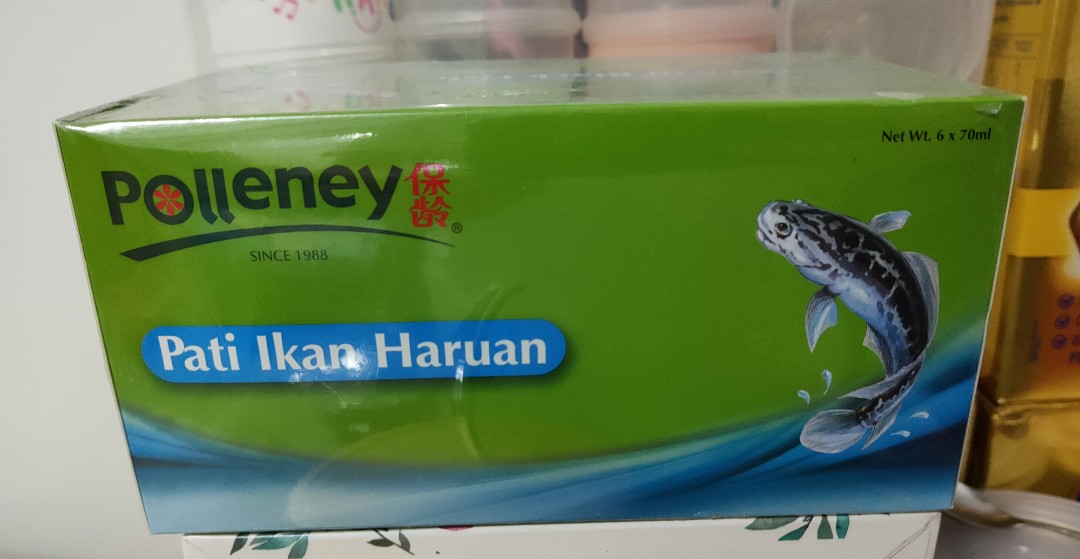 Net Wt. 6 x 70ml
Polleney 保龄 ®
SINCE 1988
Pati Ikan Haruan